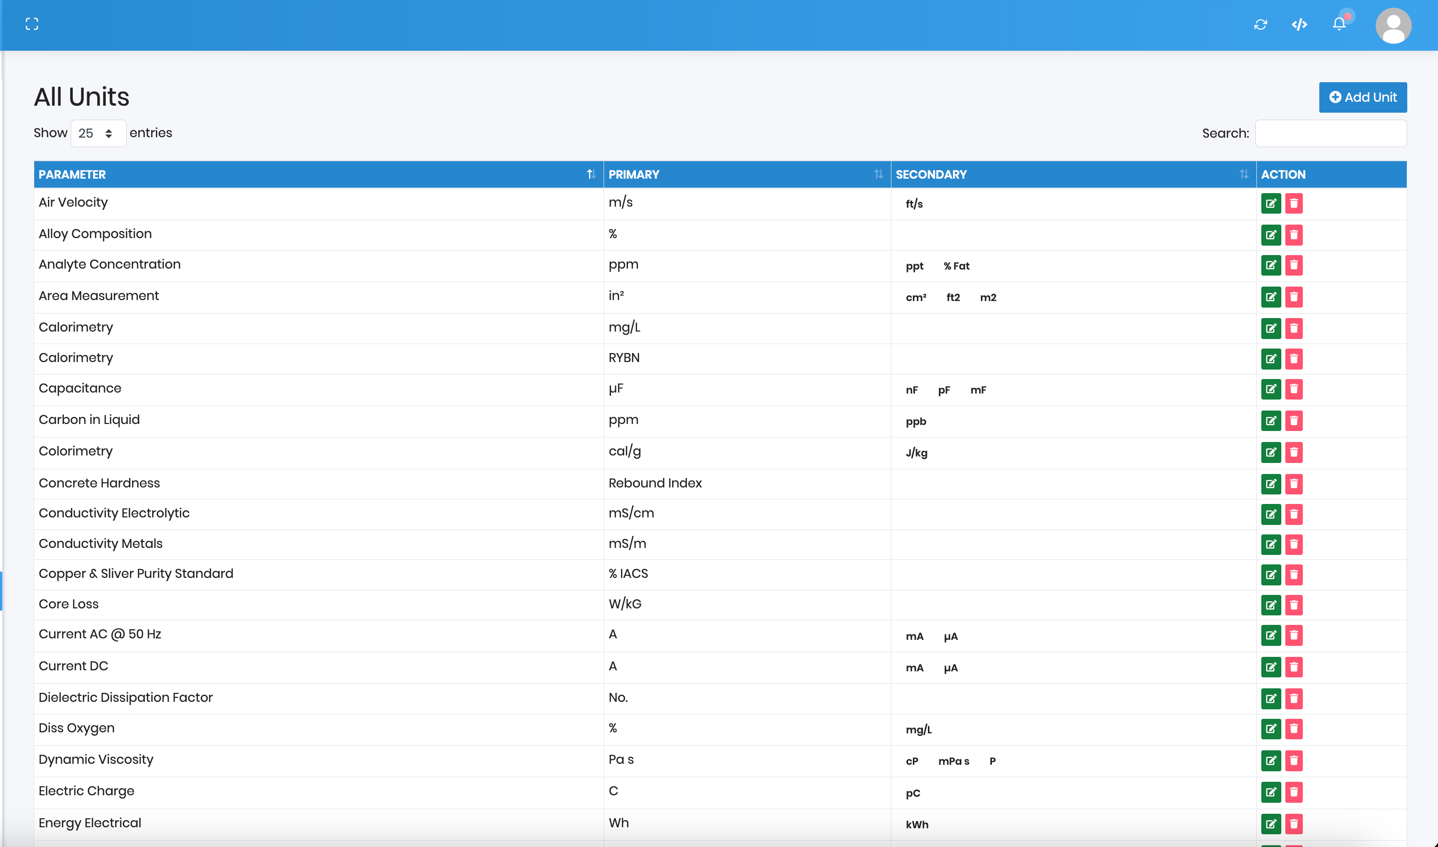 All Units
Add Unit
Show 25 entries
Search:
PARAMETER PRIMARY SECONDARY ACTION
Air Velocity m/s ft/s
Alloy Composition %
Analyte Concentration ppm ppt % Fat
Area Measurement in² cm² ft2 m2
Calorimetry mg/L
Calorimetry RYBN
Capacitance µF nF pF mF
Carbon in Liquid ppm ppb
Colorimetry cal/g J/kg
Concrete Hardness Rebound Index
Conductivity Electrolytic mS/cm
Conductivity Metals mS/m
Copper & Sliver Purity Standard % IACS
Core Loss W/kG
Current AC @ 50 Hz A mA µA
Current DC A mA µA
Dielectric Dissipation Factor No.
Diss Oxygen % mg/L
Dynamic Viscosity Pa s cP mPa s P
Electric Charge C pC
Energy Electrical Wh kWh